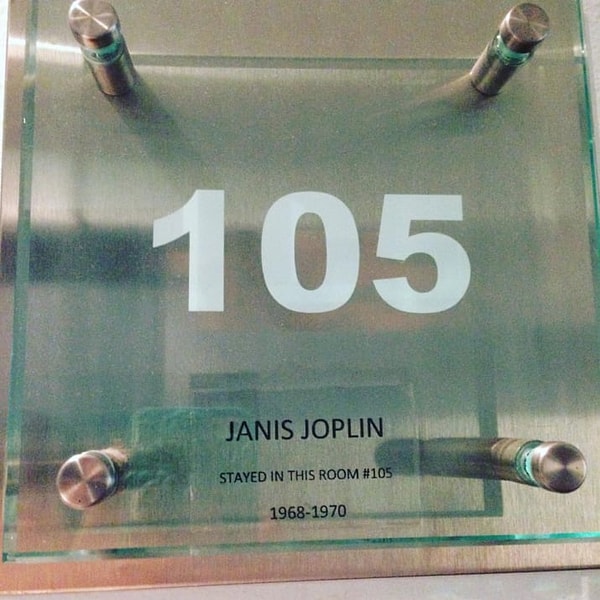 105
JANIS JOPLIN
STAYED IN THIS ROOM #105
1968-1970